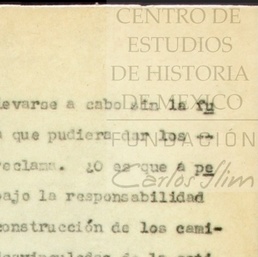 CENTRO DE
ESTUDIOS
DE HISTORIA
DE MEXICO
FUNDACIÓN
Carlos Slim
levarse a cabo sin la fu
que pudiera dar los --
reclama. ¿O es que a pe
bajo la responsabilidad
construcción de los cami-